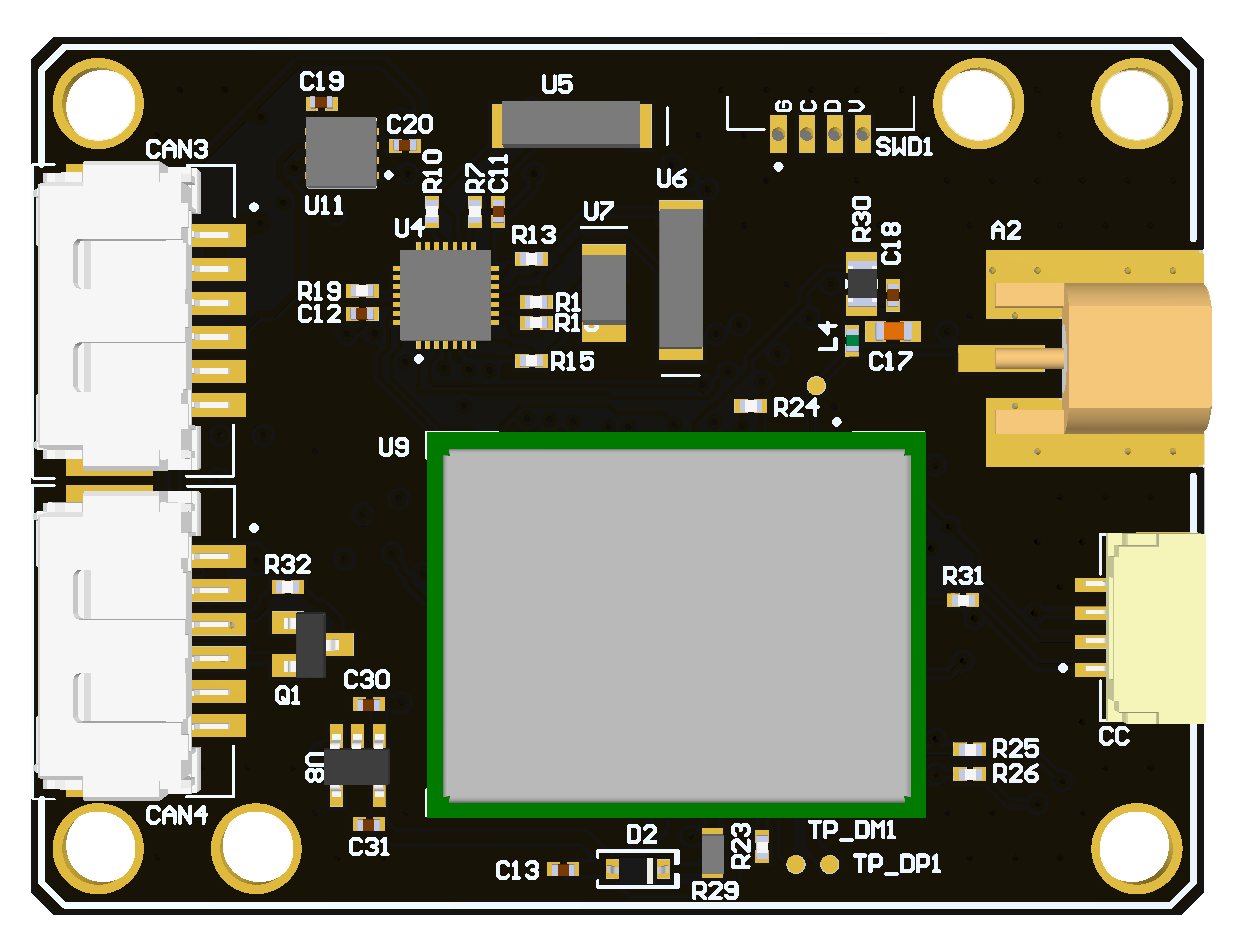 C19
U5
G C D V
C20
SWD1
CAN3
R10
R7
C11
U6
U11
U7
U4
R30
C18
A2
R13
R19
R1
C12
R1
L4
R15
C17
R24
U9
R32
R31
C30
Q1
CC
R25
U8
R26
CAN4
TP_DM1
D2
R23
C31
TP_DP1
C13
R29